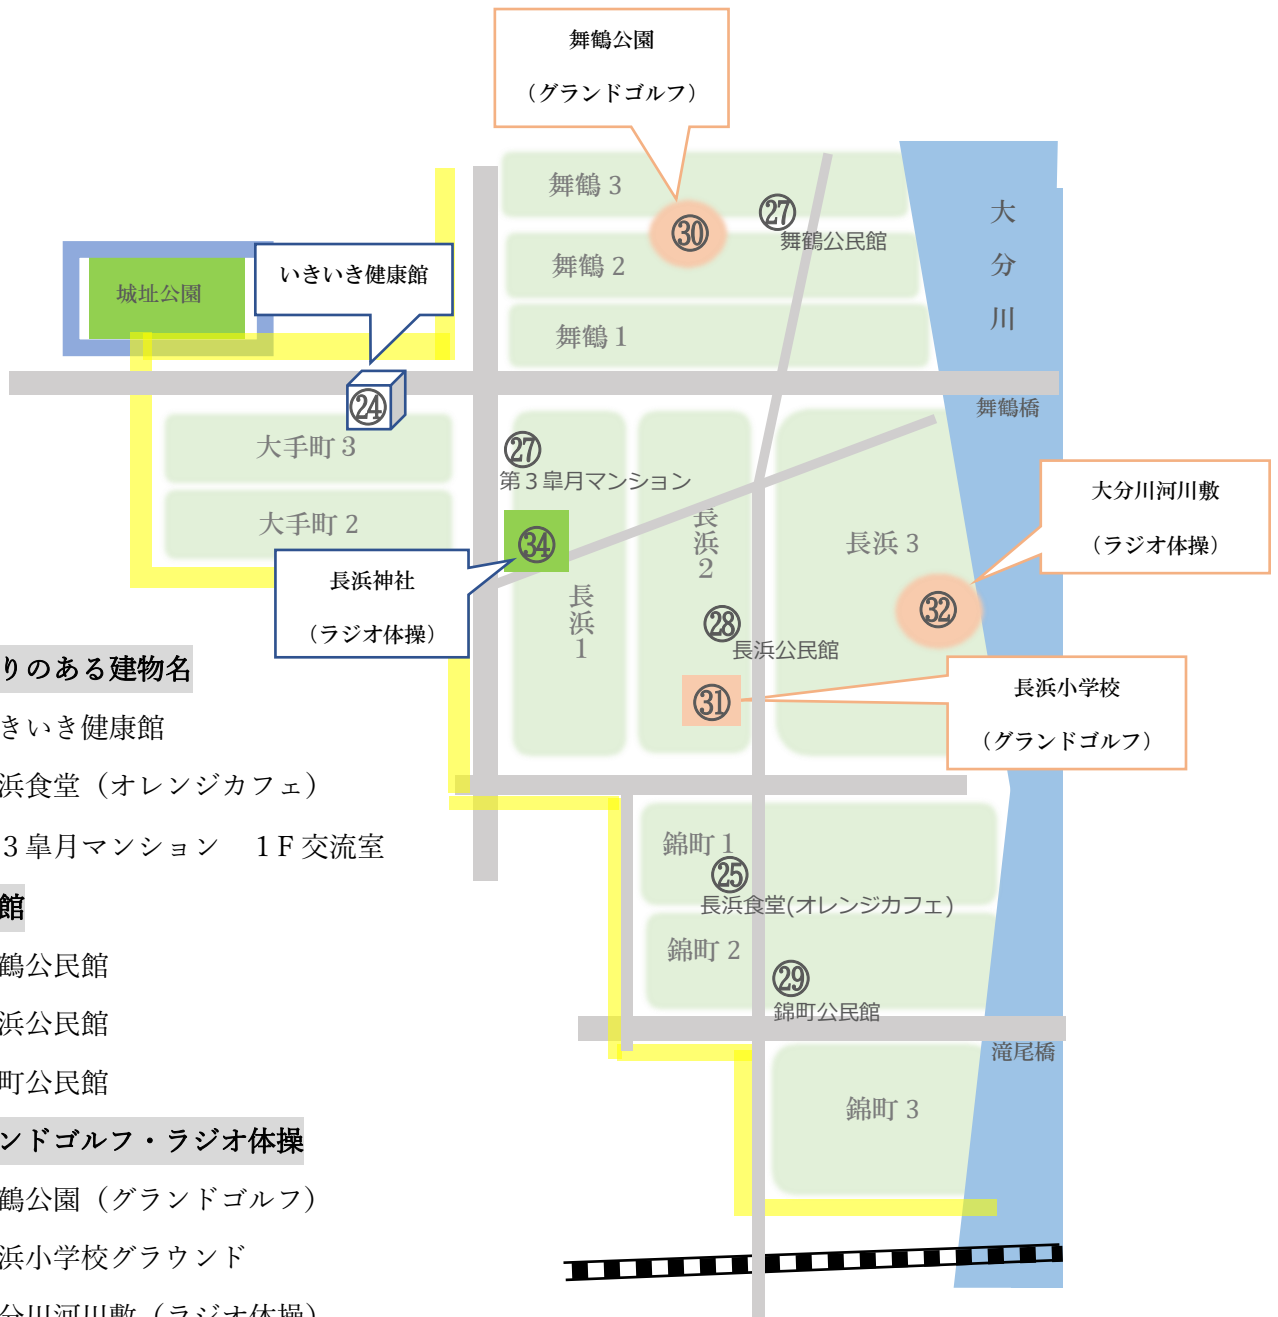 舞鶴公園
（グランドゴルフ）
舞鶴３
㉚
㉗
舞鶴公民館
舞鶴２
舞鶴１
大
分
川
城址公園
いきいき健康館
㉔
舞鶴橋
大手町３
大手町２
㉗
第３皐月マンション
㉞
長浜神社
（ラジオ体操）
長浜１
長浜２
長浜３
大分川河川敷
（ラジオ体操）
㉜
㉘
長浜公民館
㉛
長浜小学校
（グランドゴルフ）
錦町１
㉕
長浜食堂(オレンジカフェ)
錦町２
㉙
錦町公民館
滝尾橋
錦町３
りのある建物名
きいき健康館
浜食堂（オレンジカフェ）
３皐月マンション　１F 交流室
館
鶴公民館
浜公民館
町公民館
ンドゴルフ・ラジオ体操
鶴公園（グランドゴルフ）
浜小学校グラウンド
分川河川敷（ラジオ体操）